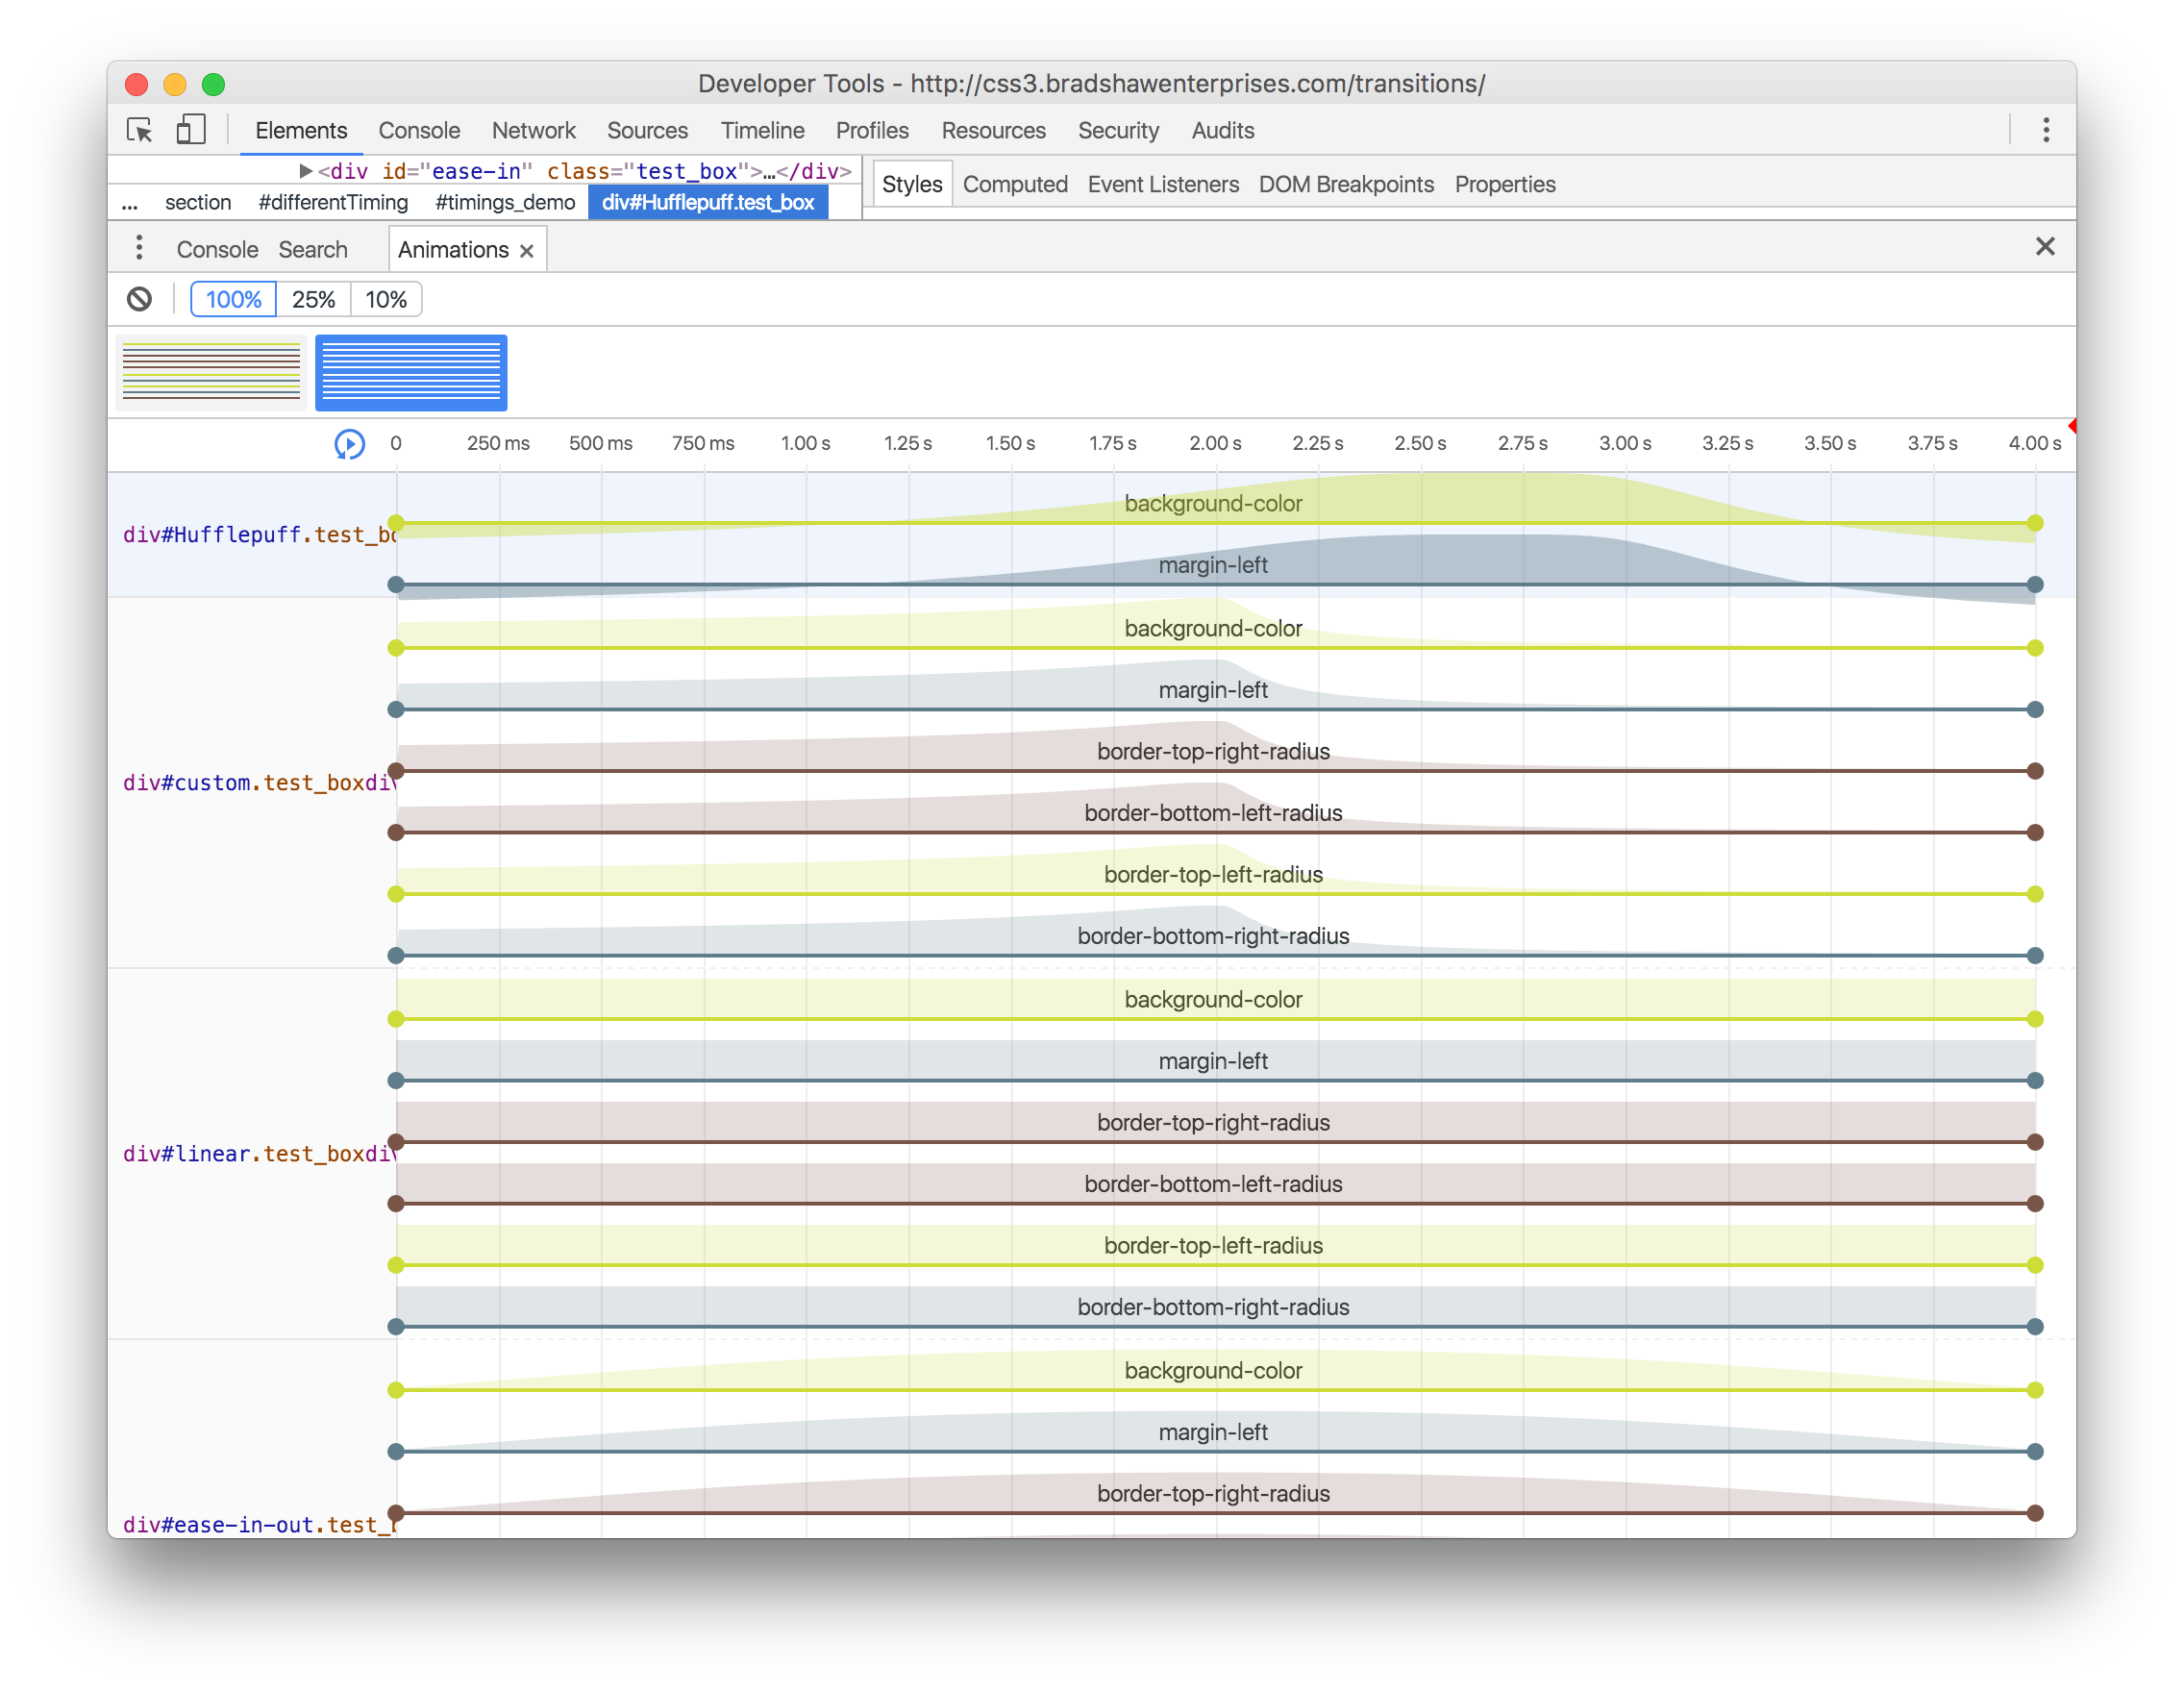 Developer Tools - http://css3.bradshawenterprises.com/transitions/
Elements Console Network Sources Timeline Profiles Resources Security Audits
<div id="ease-in" class="test_box">…</div>
Styles Computed Event Listeners DOM Breakpoints Properties
... section #differentTiming #timings_demo div#Hufflepuff.test_box
Console Search Animations ×
100% 25% 10%
0 250 ms 500 ms 750 ms 1.00 s 1.25 s 1.50 s 1.75 s 2.00 s 2.25 s 2.50 s 2.75 s 3.00 s 3.25 s 3.50 s 3.75 s 4.00 s
background-color
div#Hufflepuff.test_bo
margin-left
background-color
margin-left
border-top-right-radius
div#custom.test_boxdiv
border-bottom-left-radius
border-top-left-radius
border-bottom-right-radius
background-color
margin-left
border-top-right-radius
div#linear.test_boxdiv
border-bottom-left-radius
border-top-left-radius
border-bottom-right-radius
background-color
margin-left
border-top-right-radius
div#ease-in-out.test_b